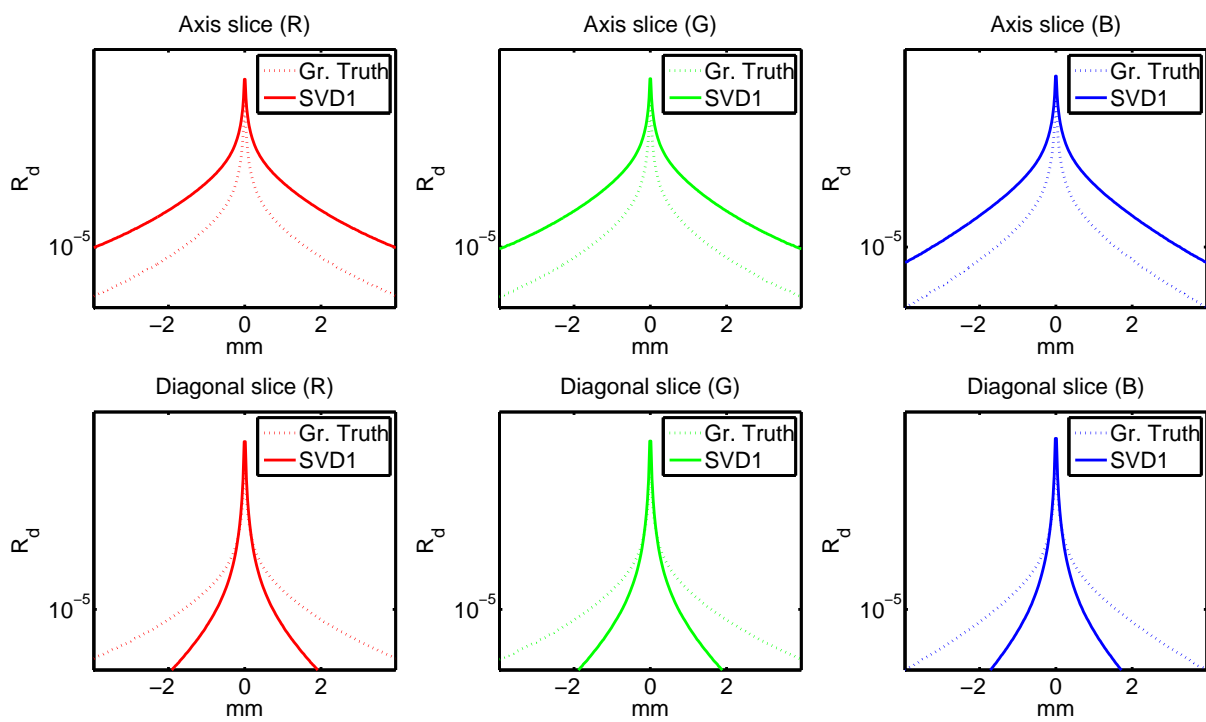 Axis slice (R)
Gr. Truth
SVD1
R_d
10^−5
−2 0 2
mm
Axis slice (G)
Gr. Truth
SVD1
R_d
10^−5
−2 0 2
mm
Axis slice (B)
Gr. Truth
SVD1
R_d
10^−5
−2 0 2
mm
Diagonal slice (R)
Gr. Truth
SVD1
R_d
10^−5
−2 0 2
mm
Diagonal slice (G)
Gr. Truth
SVD1
R_d
10^−5
−2 0 2
mm
Diagonal slice (B)
Gr. Truth
SVD1
R_d
10^−5
−2 0 2
mm